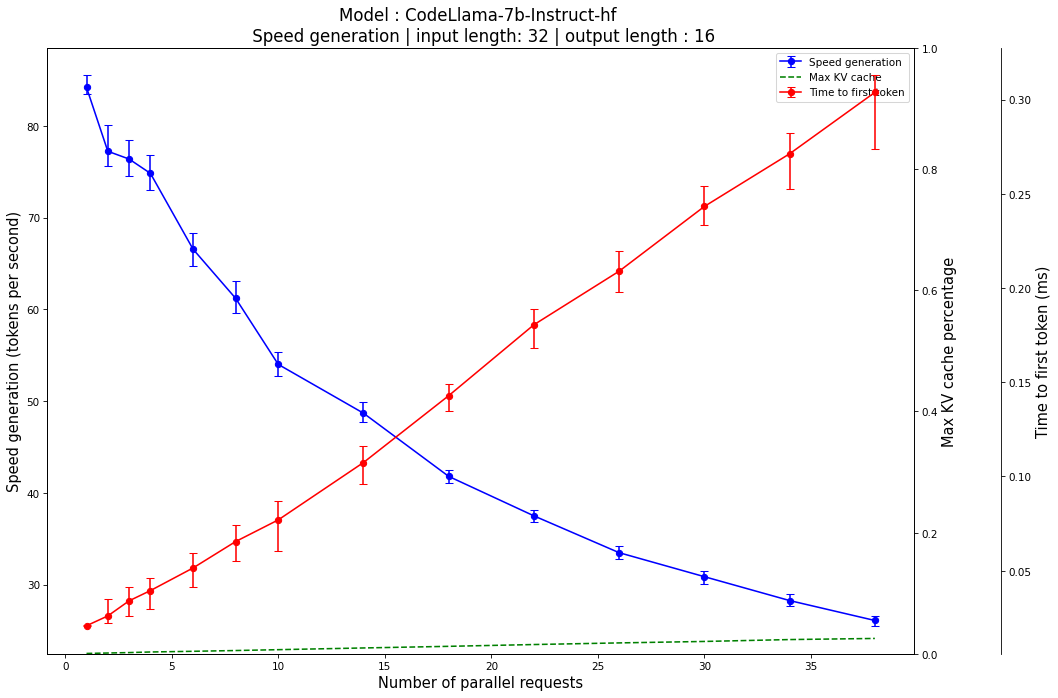 Model : CodeLlama-7b-Instruct-hf
Speed generation | input length: 32 | output length : 16
Speed generation
Max KV cache
Time to first token
Speed generation (tokens per second)
80
70
60
50
40
30
0
5
10
15
20
25
30
35
Number of parallel requests
1.0
0.8
0.6
0.4
0.2
0.0
Max KV cache percentage
0.30
0.25
0.20
0.15
0.10
0.05
Time to first token (ms)